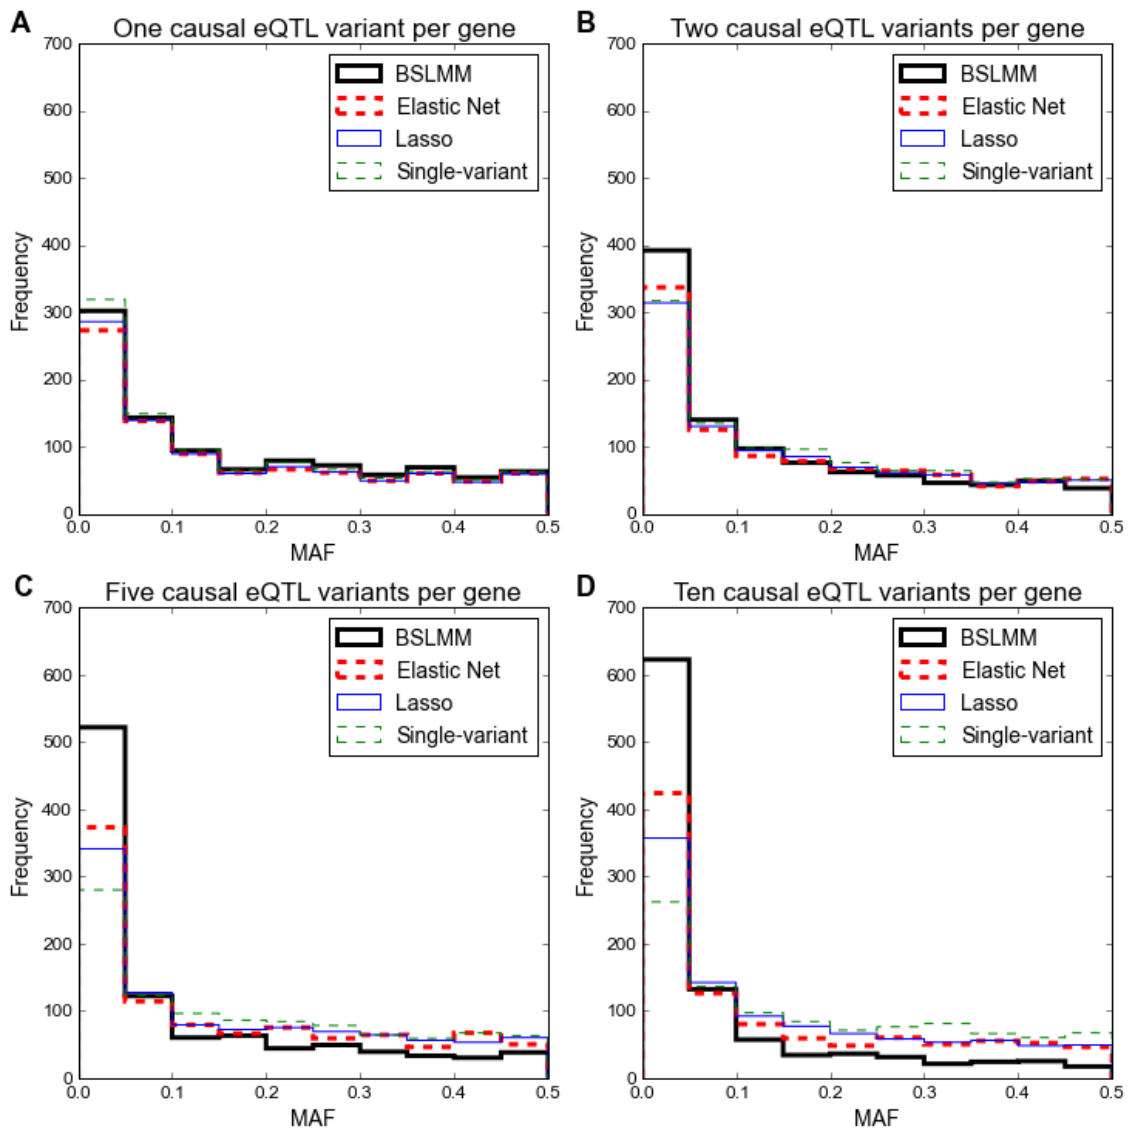 A
One causal eQTL variant per gene
700
600
500
400
300
200
100
0
Frequency
BSLMM
Elastic Net
Lasso
Single-variant
0.0
0.1
0.2
0.3
0.4
0.5
MAF
B
Two causal eQTL variants per gene
700
600
500
400
300
200
100
0
Frequency
BSLMM
Elastic Net
Lasso
Single-variant
0.0
0.1
0.2
0.3
0.4
0.5
MAF
C
Five causal eQTL variants per gene
700
600
500
400
300
200
100
0
Frequency
BSLMM
Elastic Net
Lasso
Single-variant
0.0
0.1
0.2
0.3
0.4
0.5
MAF
D
Ten causal eQTL variants per gene
700
600
500
400
300
200
100
0
Frequency
BSLMM
Elastic Net
Lasso
Single-variant
0.0
0.1
0.2
0.3
0.4
0.5
MAF